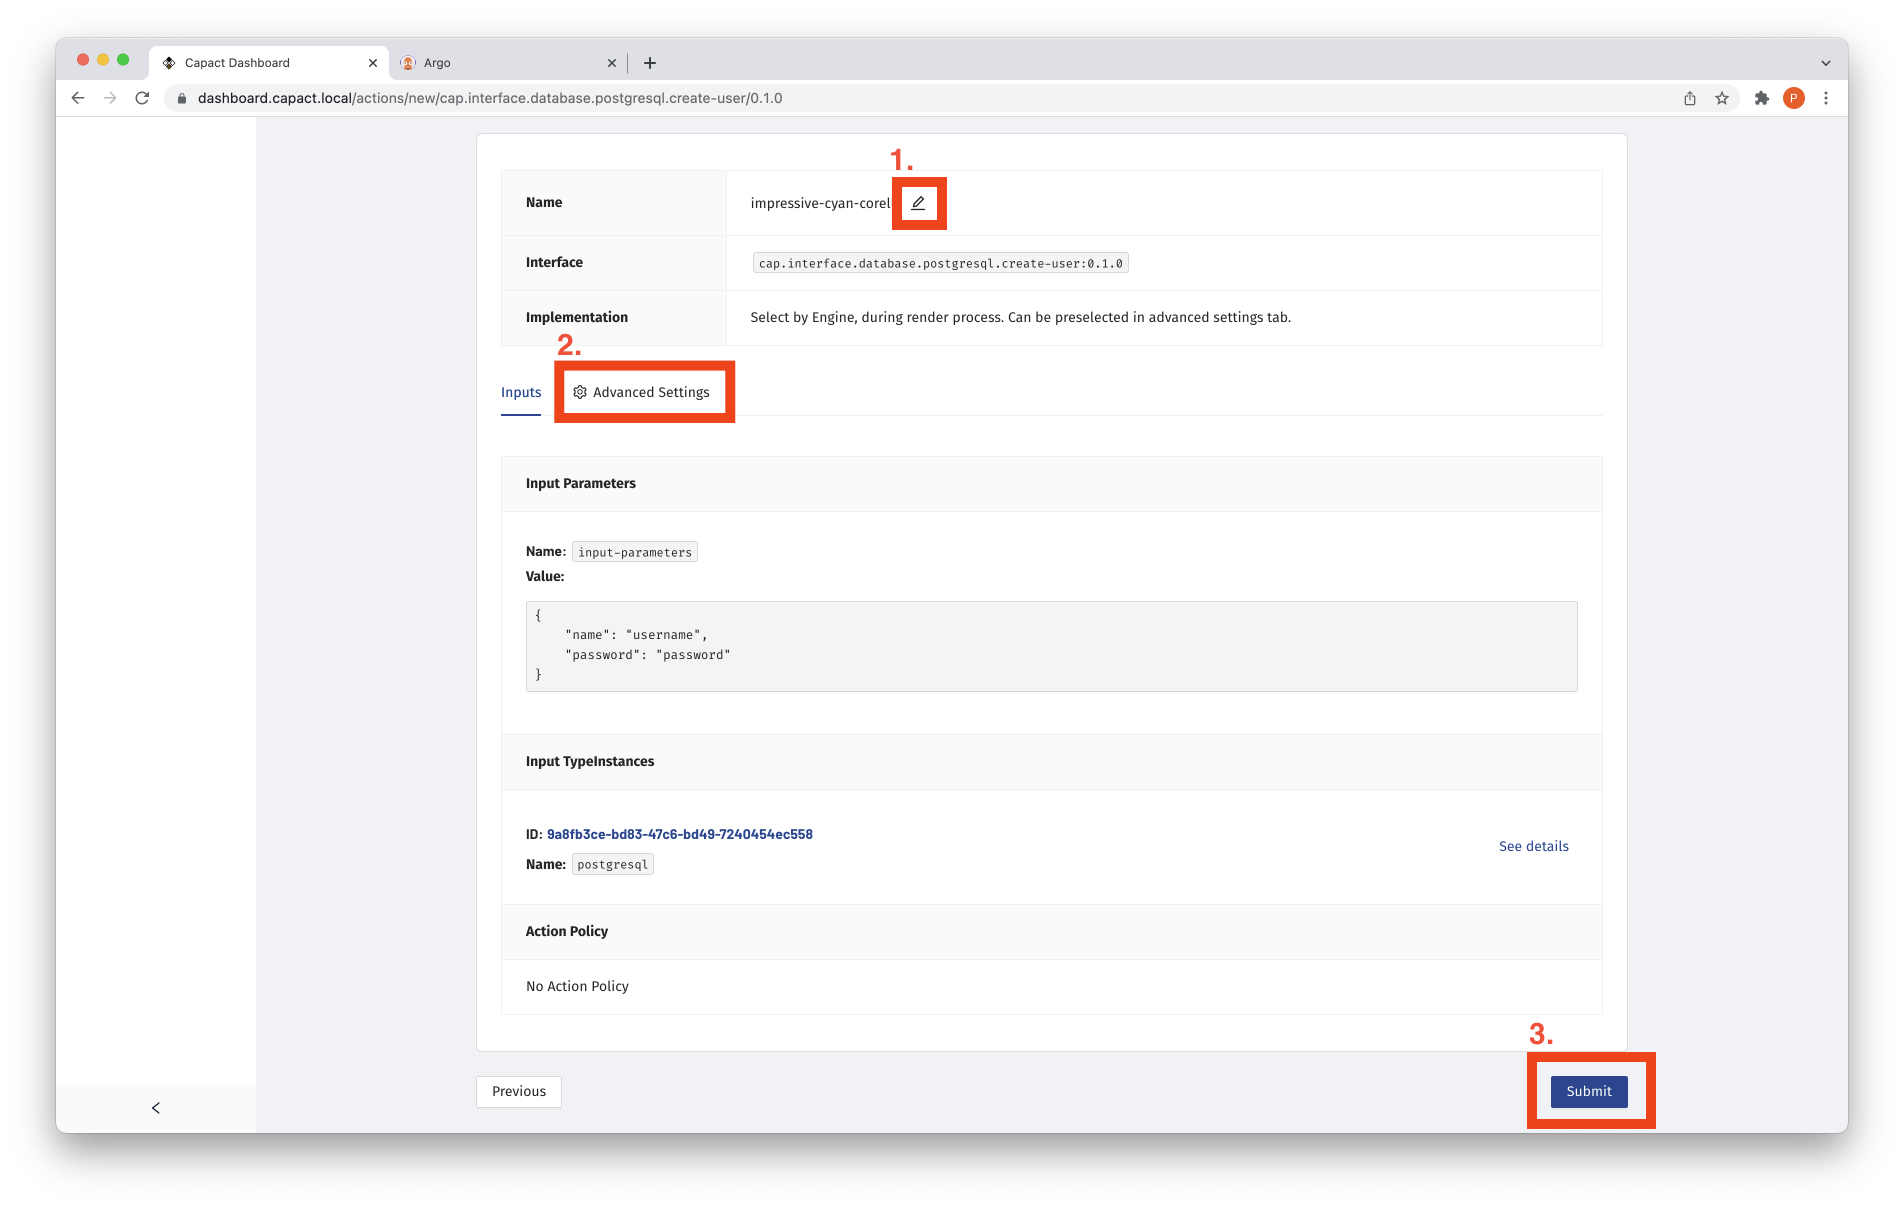 Capact Dashboard
Argo
dashboard.capact.local/actions/new/cap.interface.database.postgresql.create-user/0.1.0
P
1.
Name
impressive-cyan-corel
Interface
cap.interface.database.postgresql.create-user:0.1.0
Implementation
Select by Engine, during render process. Can be preselected in advanced settings tab.
2.
Inputs
Advanced Settings
Input Parameters
Name: input-parameters
Value:
{
"name": "username",
"password": "password"
}
Input TypeInstances
ID: 9a8fb3ce-bd83-47c6-bd49-7240454ec558
See details
Name: postgresql
Action Policy
No Action Policy
3.
Previous
Submit